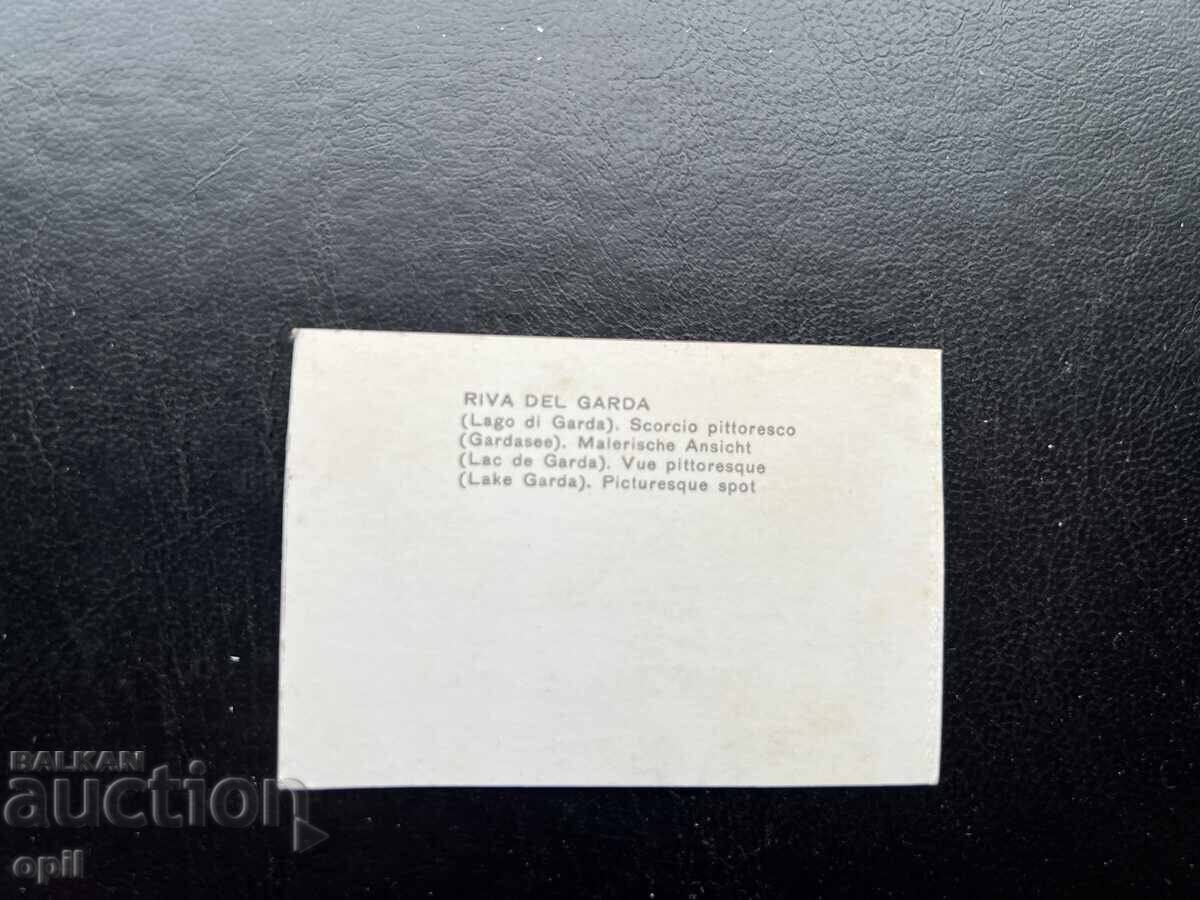 RIVA DEL GARDA
(Lago di Garda). Scorcio pittoresco
(Gardasee). Malerische Ansicht
(Lac de Garda). Vue pittoresque
(Lake Garda). Picturesque spot
BALKAN
auction
opil